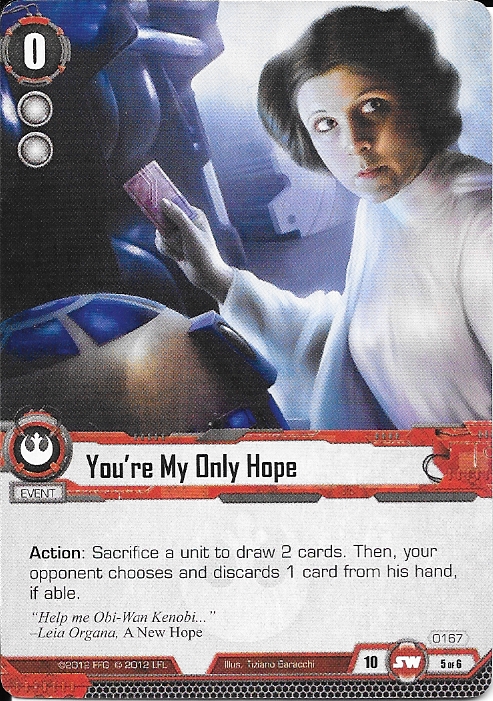 0
You're My Only Hope
EVENT
Action: Sacrifice a unit to draw 2 cards. Then, your
opponent chooses and discards 1 card from his hand,
if able.
"Help me Obi-Wan Kenobi..."
–Leia Organa, A New Hope
0167
©2012 FFG © 2012 LFL
Illus. Tiziano Baracchi
10
SW
5 OF 6